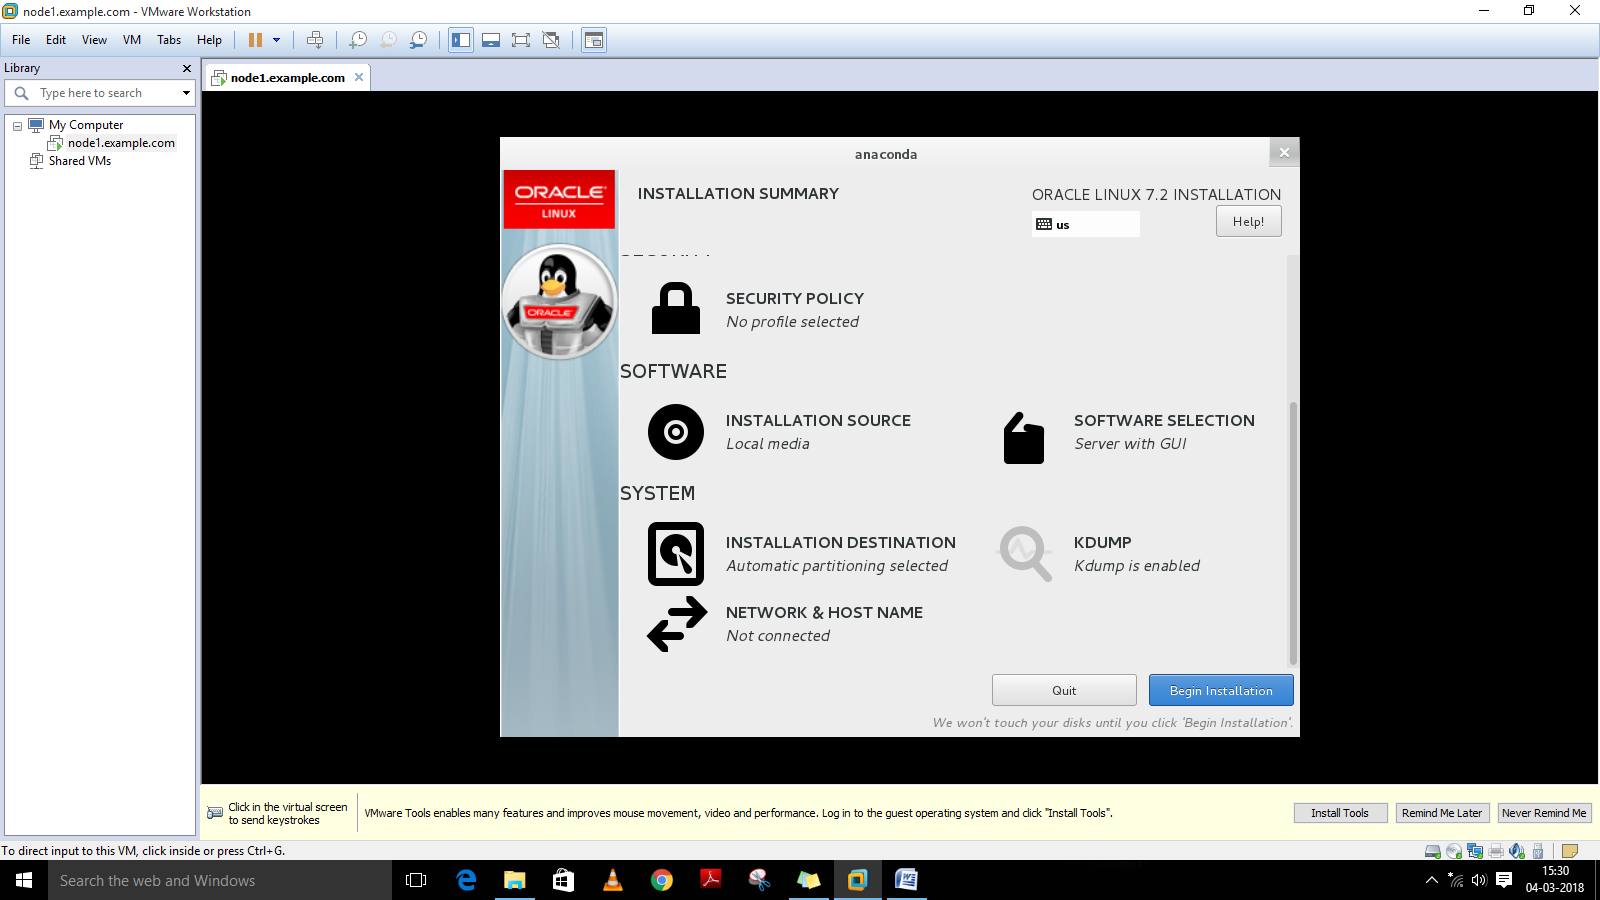 node1.example.com - VMware Workstation
File Edit View VM Tabs Help
Library
Type here to search
My Computer
node1.example.com
Shared VMs
node1.example.com
anaconda
ORACLE
LINUX
INSTALLATION SUMMARY
ORACLE LINUX 7.2 INSTALLATION
us
Help!
ORACLE
SECURITY
SECURITY POLICY
No profile selected
SOFTWARE
INSTALLATION SOURCE
Local media
SOFTWARE SELECTION
Server with GUI
SYSTEM
INSTALLATION DESTINATION
Automatic partitioning selected
KDUMP
Kdump is enabled
NETWORK & HOST NAME
Not connected
Quit
Begin Installation
We won't touch your disks until you click 'Begin Installation'.
Click in the virtual screen
to send keystrokes
VMware Tools enables many features and improves mouse movement, video and performance. Log in to the guest operating system and click "Install Tools".
Install Tools
Remind Me Later
Never Remind Me
To direct input to this VM, click inside or press Ctrl+G.
Search the web and Windows
15:30
04-03-2018